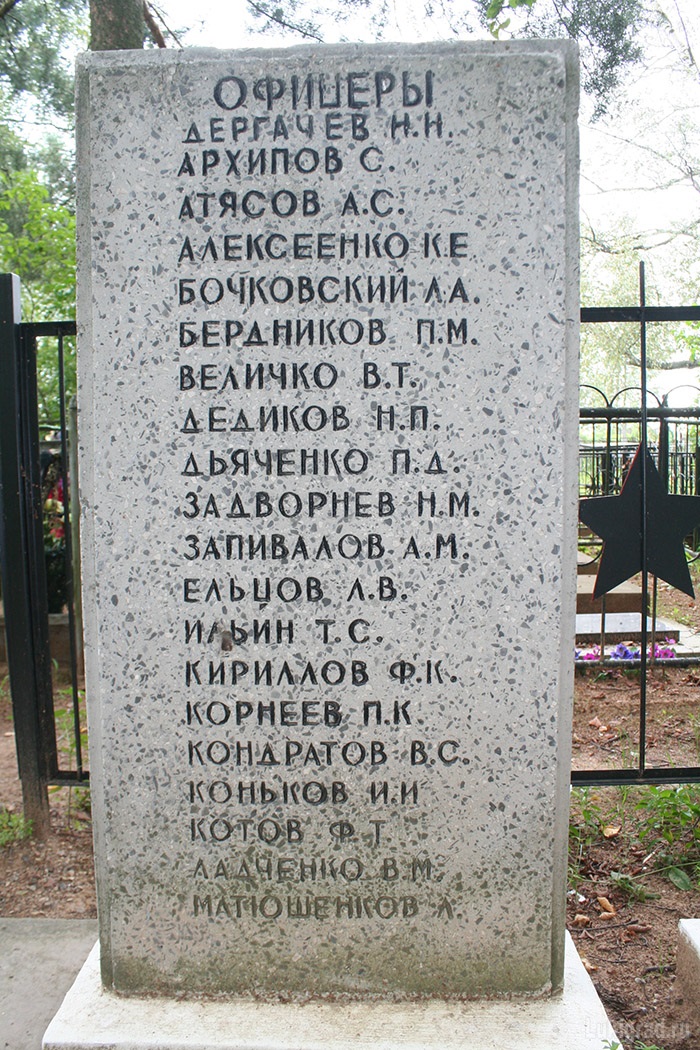 ОФИЦЕРЫ
ДЕРГАЧЕВ Н.Н.
АРХИПОВ С.
АТЯСОВ А.С.
АЛЕКСЕЕНКО К.Е
БОЧКОВСКИЙ Л.А.
БЕРДНИКОВ П.М.
ВЕЛИЧКО В.Т.
ДЕДИКОВ Н.П.
ДЬЯЧЕНКО П.Д.
ЗАДВОРНЕВ Н.М.
ЗАПИВАЛОВ А.М.
ЕЛЬЦОВ Л.В.
ИЛЬИН Т.С.
КИРИЛЛОВ Ф.К.
КОРНЕЕВ П.К
КОНДРАТОВ В.С.
КОНЬКОВ И.И
КОТОВ Ф.Т
ЛАДЧЕНКО В.М.
МАТЮШЕНКОВ Л.